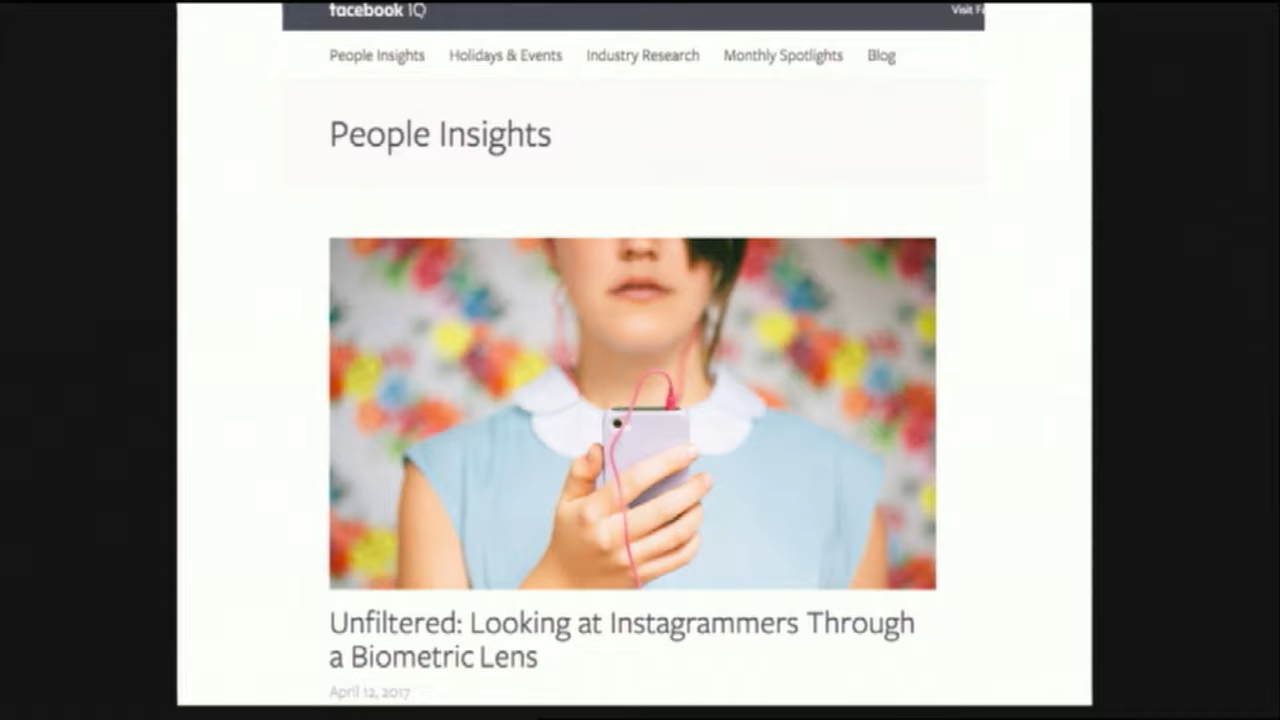 facebook IQ
Visit
People Insights Holidays & Events Industry Research Monthly Spotlights Blog
People Insights
Unfiltered: Looking at Instagrammers Through
a Biometric Lens
April 12, 2017